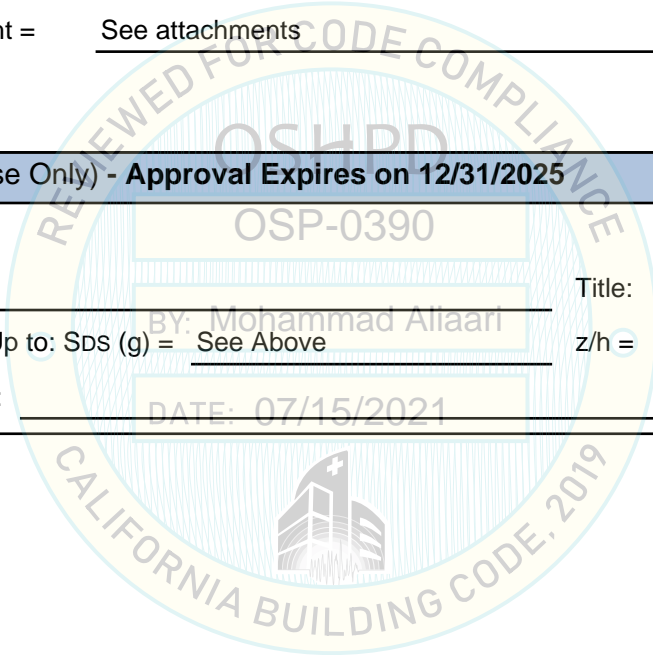 nt = See attachments
REVIEWED FOR CODE COMPLIANCE
OSHPD
se Only) - Approval Expires on 12/31/2025
OSP-0390
Title:
BY: Mohammad Aliaari
Up to: SDS (g) = See Above z/h =
:
DATE: 07/15/2021
CALIFORNIA BUILDING CODE, 2019